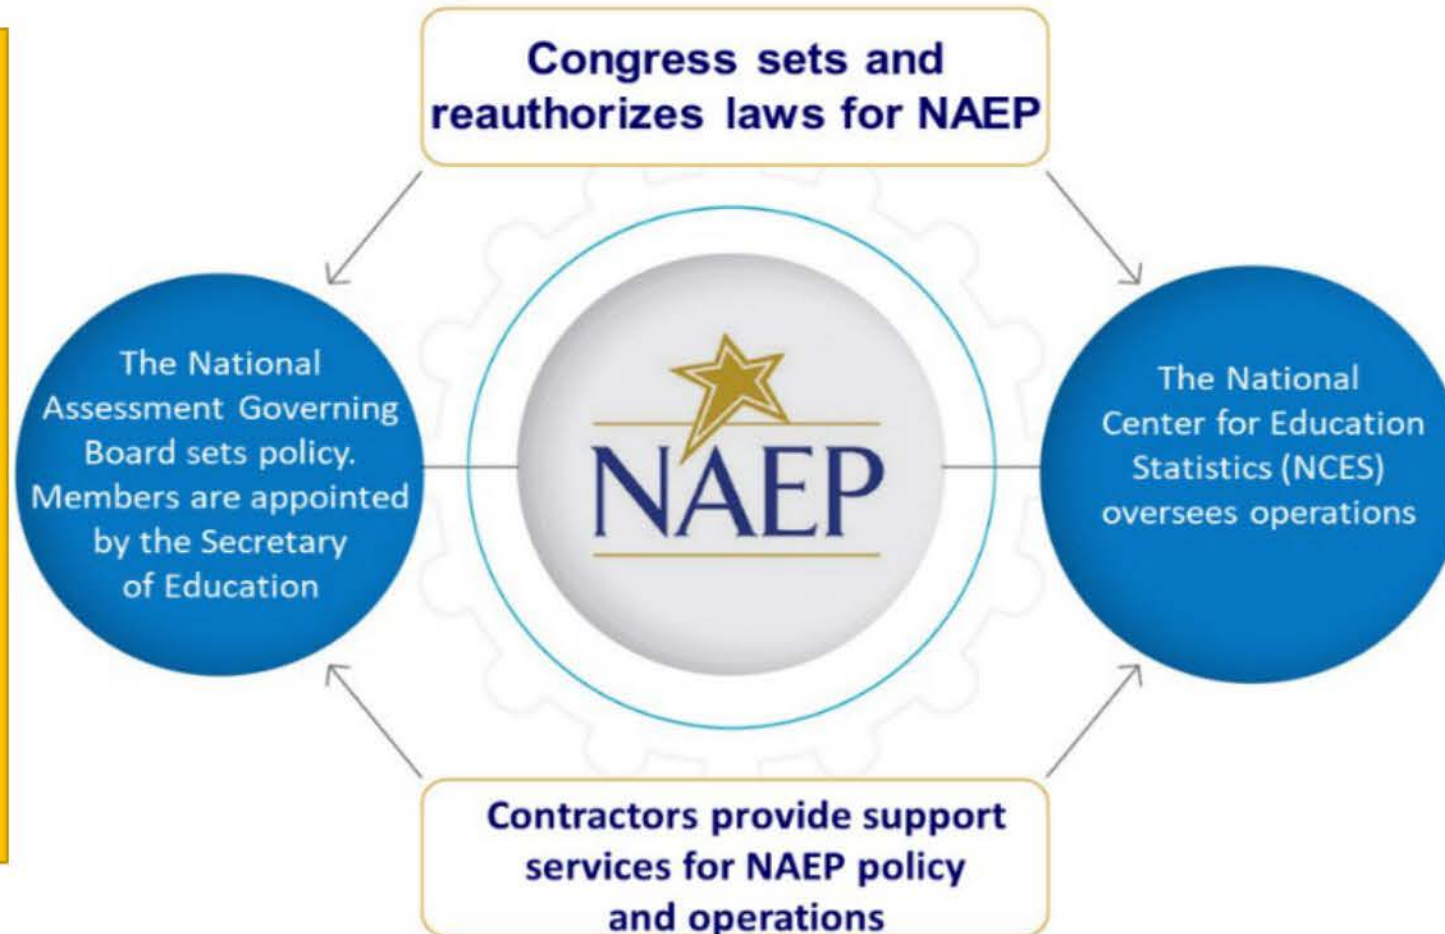 Congress sets and
reauthorizes laws for NAEP
The National
Assessment Governing
Board sets policy.
Members are appointed
by the Secretary
of Education
NAEP
The National
Center for Education
Statistics (NCES)
oversees operations
Contractors provide support
services for NAEP policy
and operations